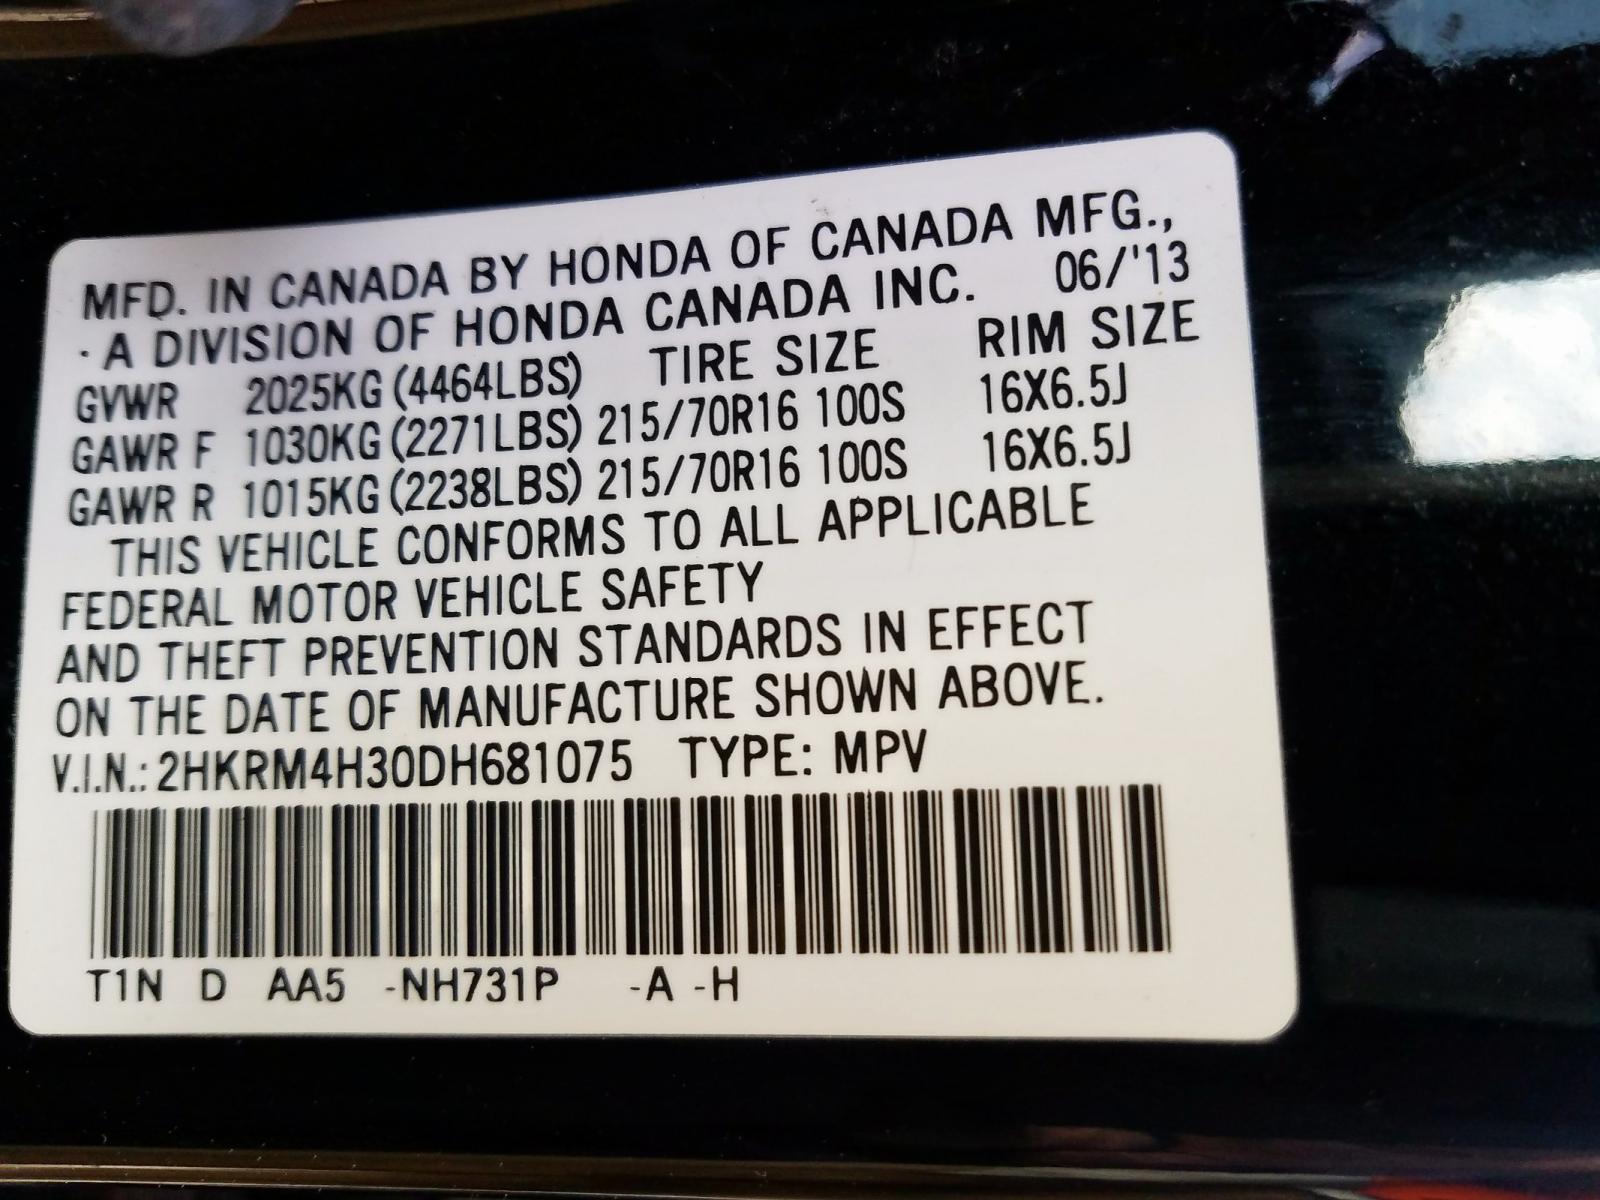 MFD. IN CANADA BY HONDA OF CANADA MFG.,
A DIVISION OF HONDA CANADA INC. 06/'13
GVWR 2025KG (4464LBS) TIRE SIZE RIM SIZE
GAWR F 1030KG (2271LBS) 215/70R16 100S 16X6.5J
GAWR R 1015KG (2238LBS) 215/70R16 100S 16X6.5J
THIS VEHICLE CONFORMS TO ALL APPLICABLE
FEDERAL MOTOR VEHICLE SAFETY
AND THEFT PREVENTION STANDARDS IN EFFECT
ON THE DATE OF MANUFACTURE SHOWN ABOVE.
V.I.N.: 2HKRM4H30DH681075 TYPE: MPV
T1N D AA5 -NH731P -A -H